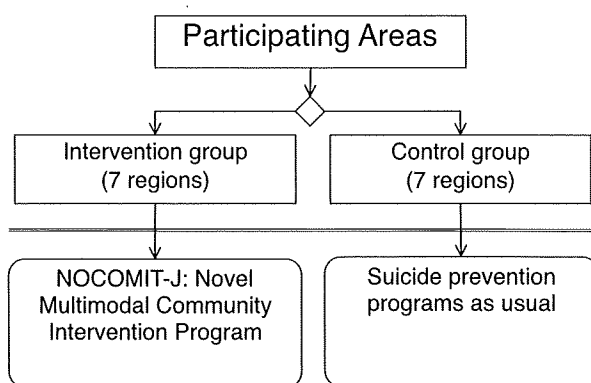 Participating Areas
Intervention group
(7 regions)
Control group
(7 regions)
NOCOMIT-J: Novel
Multimodal Community
Intervention Program
Suicide prevention
programs as usual